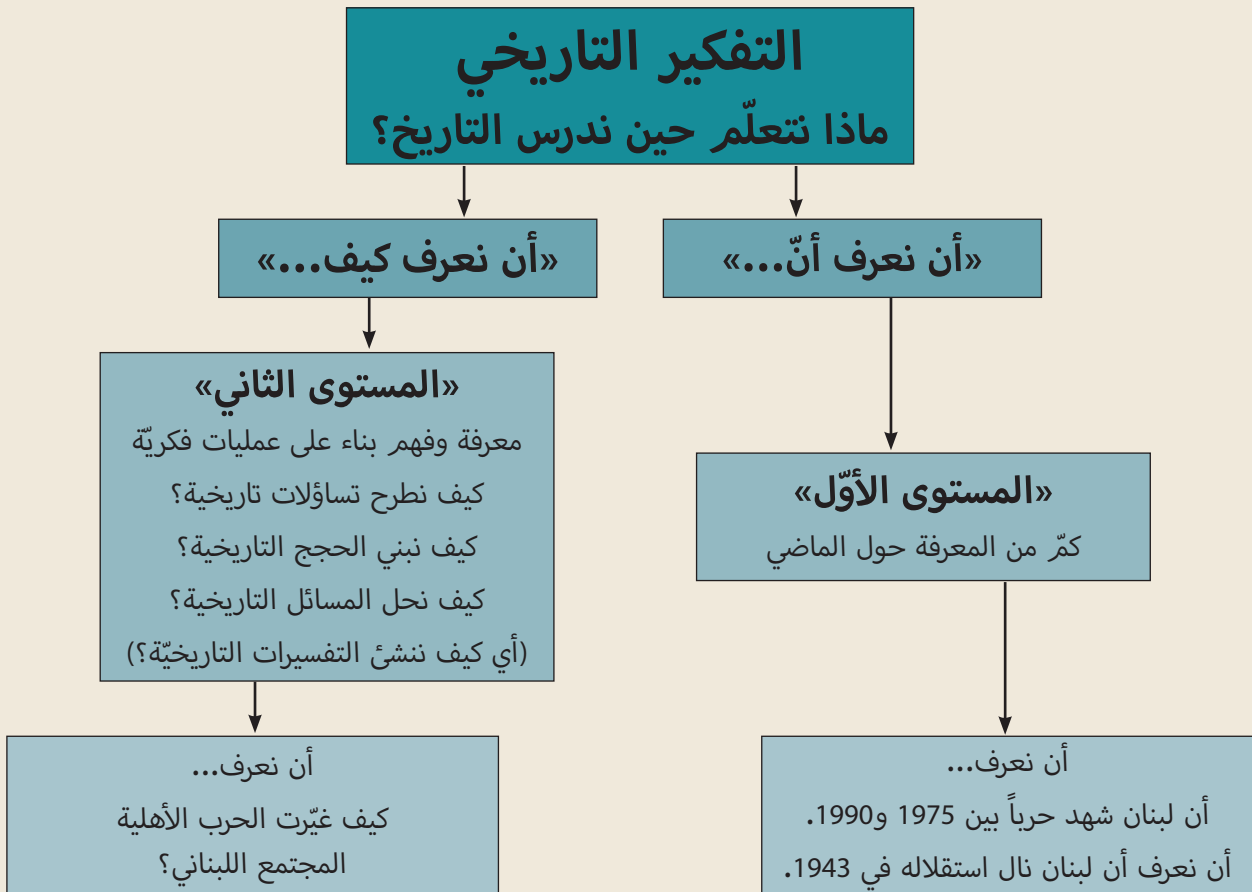 التفكير التاريخي
ماذا نتعلّم حين ندرس التاريخ؟
«أن نعرف أنّ...»
«المستوى الأوّل»
كمّ من المعرفة حول الماضي
أن نعرف...
أن لبنان شهد حرباً بين 1975 و1990.
أن نعرف أن لبنان نال استقلاله في 1943.
«أن نعرف كيف...»
«المستوى الثاني»
معرفة وفهم بناء على عمليات فكريّة
كيف نطرح تساؤلات تاريخية؟
كيف نبني الحجج التاريخية؟
كيف نحل المسائل التاريخية؟
(أي كيف ننشئ التفسيرات التاريخيّة؟)
أن نعرف...
كيف غيّرت الحرب الأهلية
المجتمع اللبناني؟